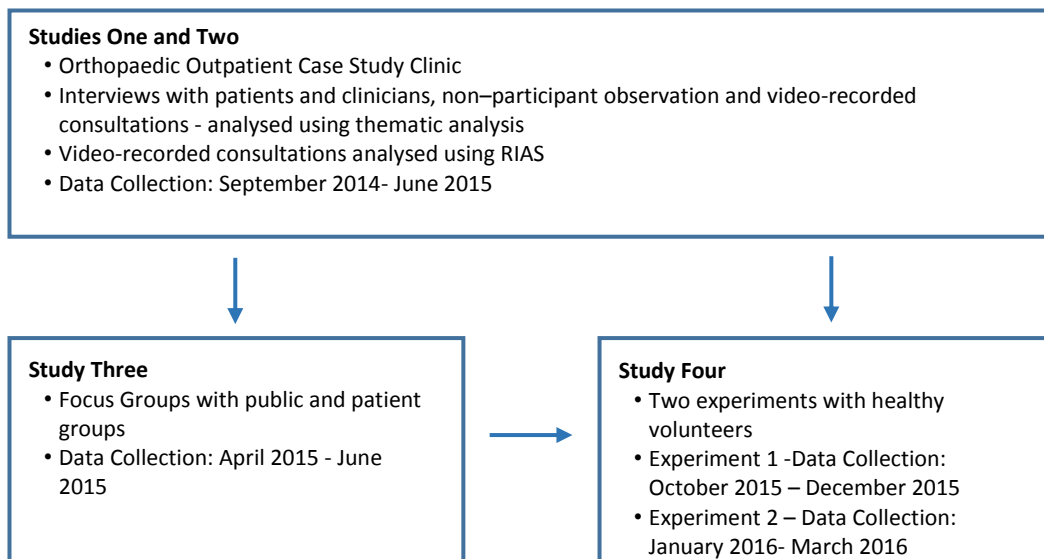 Studies One and Two
• Orthopaedic Outpatient Case Study Clinic
• Interviews with patients and clinicians, non–participant observation and video-recorded
consultations - analysed using thematic analysis
• Video-recorded consultations analysed using RIAS
• Data Collection: September 2014- June 2015
Study Three
• Focus Groups with public and patient
groups
• Data Collection: April 2015 - June
2015
Study Four
• Two experiments with healthy
volunteers
• Experiment 1 -Data Collection:
October 2015 – December 2015
• Experiment 2 – Data Collection:
January 2016- March 2016